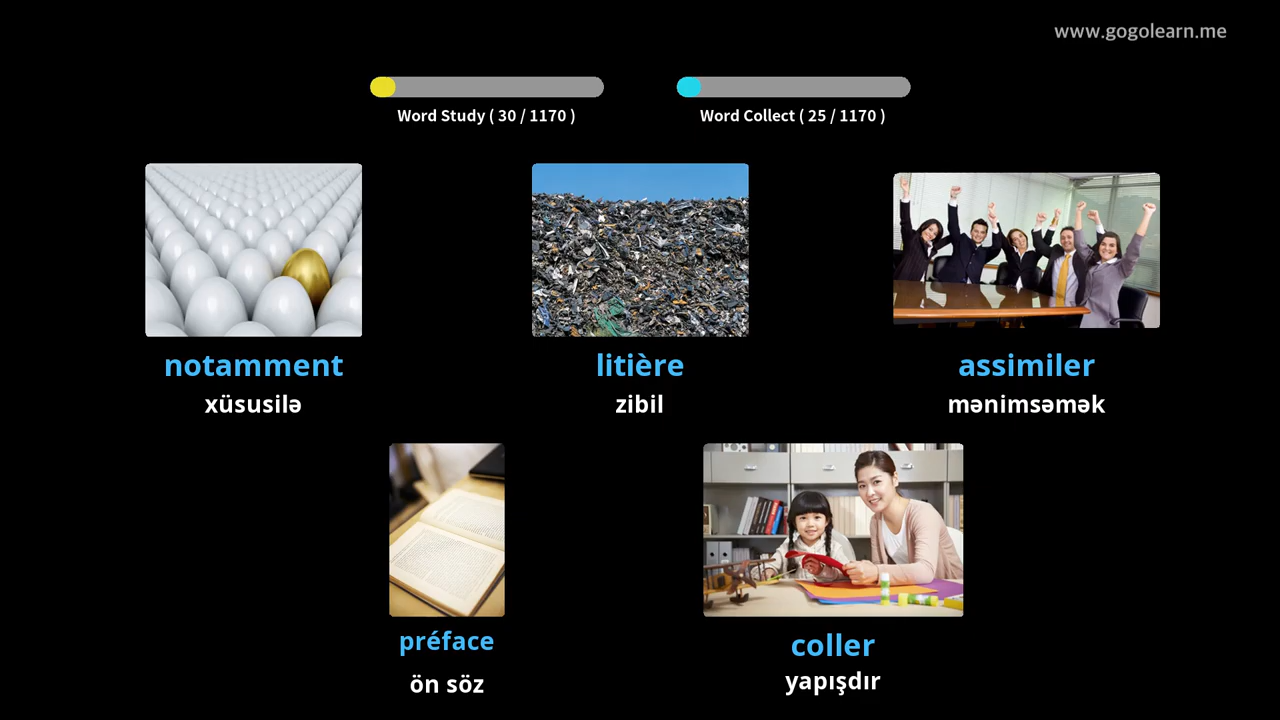 www.gogolearn.me
Word Study ( 30 / 1170 )
Word Collect ( 25 / 1170 )
notamment
xüsusilə
litière
zibil
assimiler
mənimsəmək
préface
ön söz
coller
yapışdır